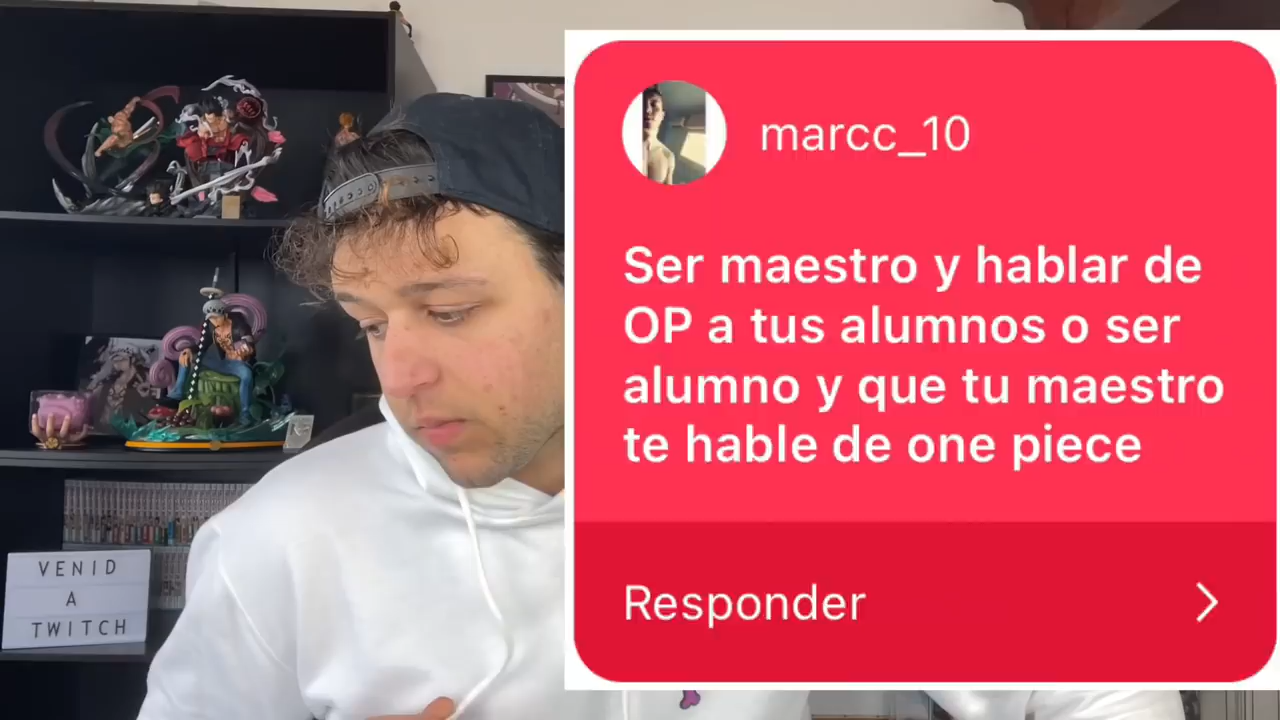 marcc_10
Ser maestro y hablar de
OP a tus alumnos o ser
alumno y que tu maestro
te hable de one piece
Responder
VENID
A
TWITCH